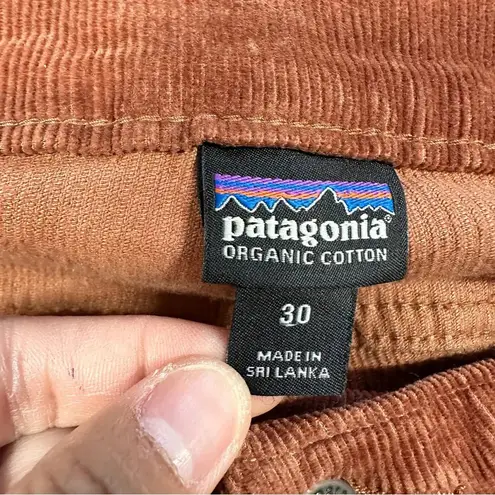 patagonia®
ORGANIC COTTON
30
MADE IN
SRI LANKA